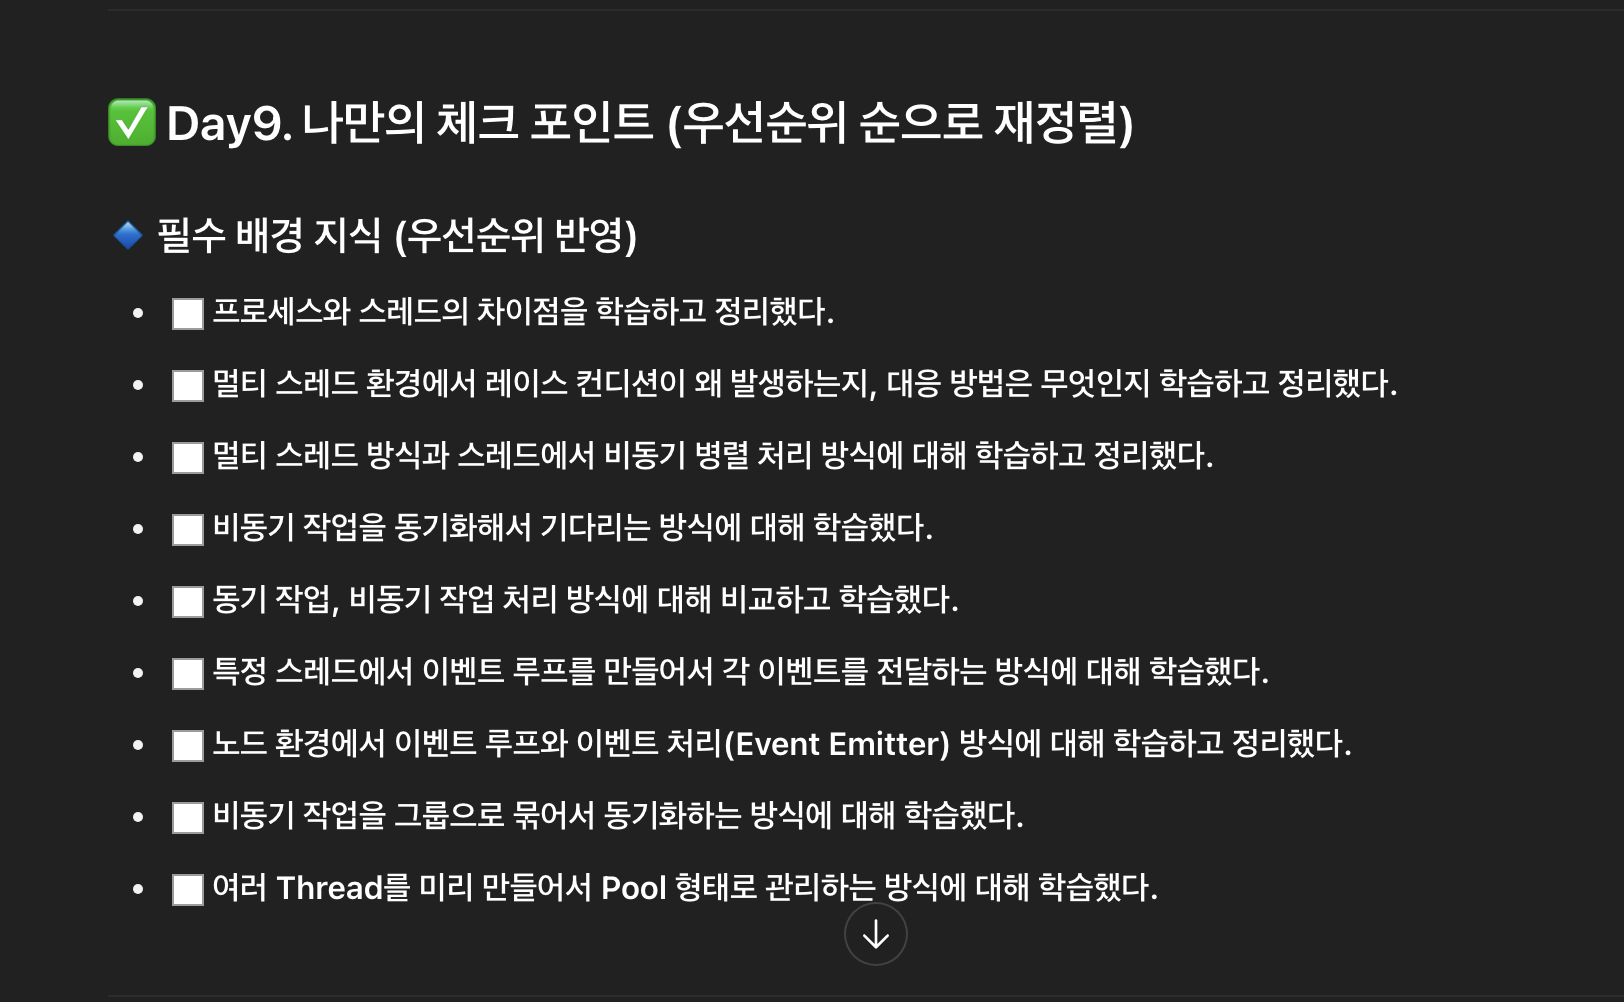 ✅ Day9. 나만의 체크 포인트 (우선순위 순으로 재정렬)
🔹 필수 배경 지식 (우선순위 반영)
• ⬜ 프로세스와 스레드의 차이점을 학습하고 정리했다.
• ⬜ 멀티 스레드 환경에서 레이스 컨디션이 왜 발생하는지, 대응 방법은 무엇인지 학습하고 정리했다.
• ⬜ 멀티 스레드 방식과 스레드에서 비동기 병렬 처리 방식에 대해 학습하고 정리했다.
• ⬜ 비동기 작업을 동기화해서 기다리는 방식에 대해 학습했다.
• ⬜ 동기 작업, 비동기 작업 처리 방식에 대해 비교하고 학습했다.
• ⬜ 특정 스레드에서 이벤트 루프를 만들어서 각 이벤트를 전달하는 방식에 대해 학습했다.
• ⬜ 노드 환경에서 이벤트 루프와 이벤트 처리(Event Emitter) 방식에 대해 학습하고 정리했다.
• ⬜ 비동기 작업을 그룹으로 묶어서 동기화하는 방식에 대해 학습했다.
• ⬜ 여러 Thread를 미리 만들어서 Pool 형태로 관리하는 방식에 대해 학습했다.